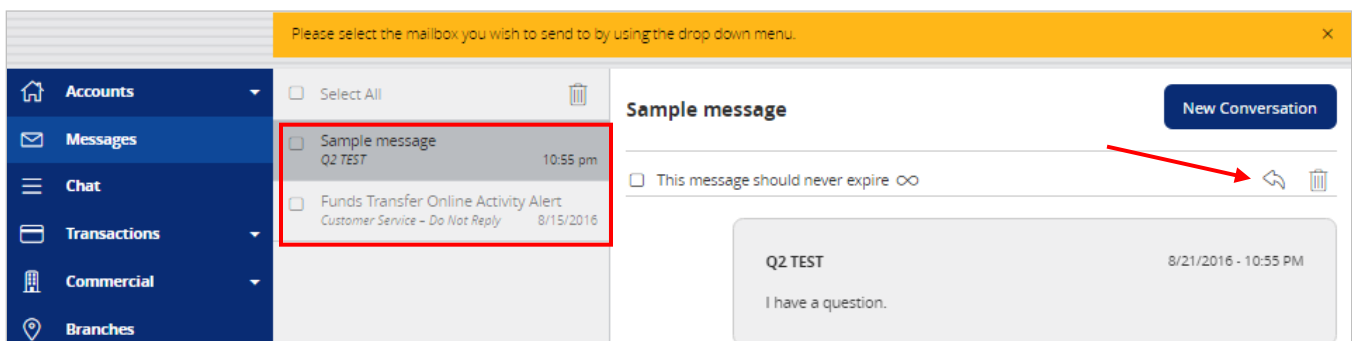 Please select the mailbox you wish to send to by using the drop down menu.
Accounts
Messages
Chat
Transactions
Commercial
Branches
Select All
Sample message
Q2 TEST 10:55 pm
Funds Transfer Online Activity Alert
Customer Service – Do Not Reply 8/15/2016
Sample message
New Conversation
This message should never expire
Q2 TEST 8/21/2016 - 10:55 PM
I have a question.